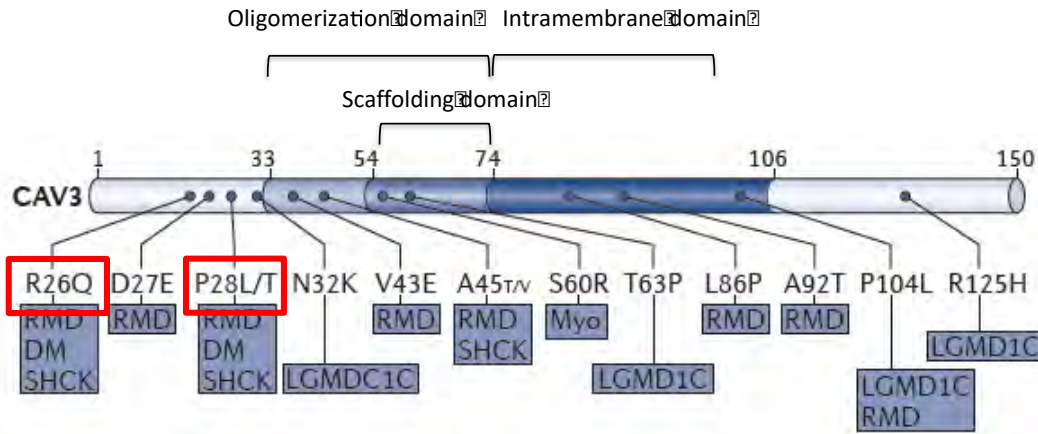 Oligomerization domain Intramembrane domain
Scaffolding domain
1 33 54 74 106 150
CAV3
R26Q D27E P28L/T N32K V43E A45T/V S60R T63P L86P A92T P104L R125H
RMD RMD RMD LGMDC1C RMD RMD Myo LGMD1C RMD RMD LGMD1C LGMD1C
DM DM SHCK RMD
SHCK SHCK